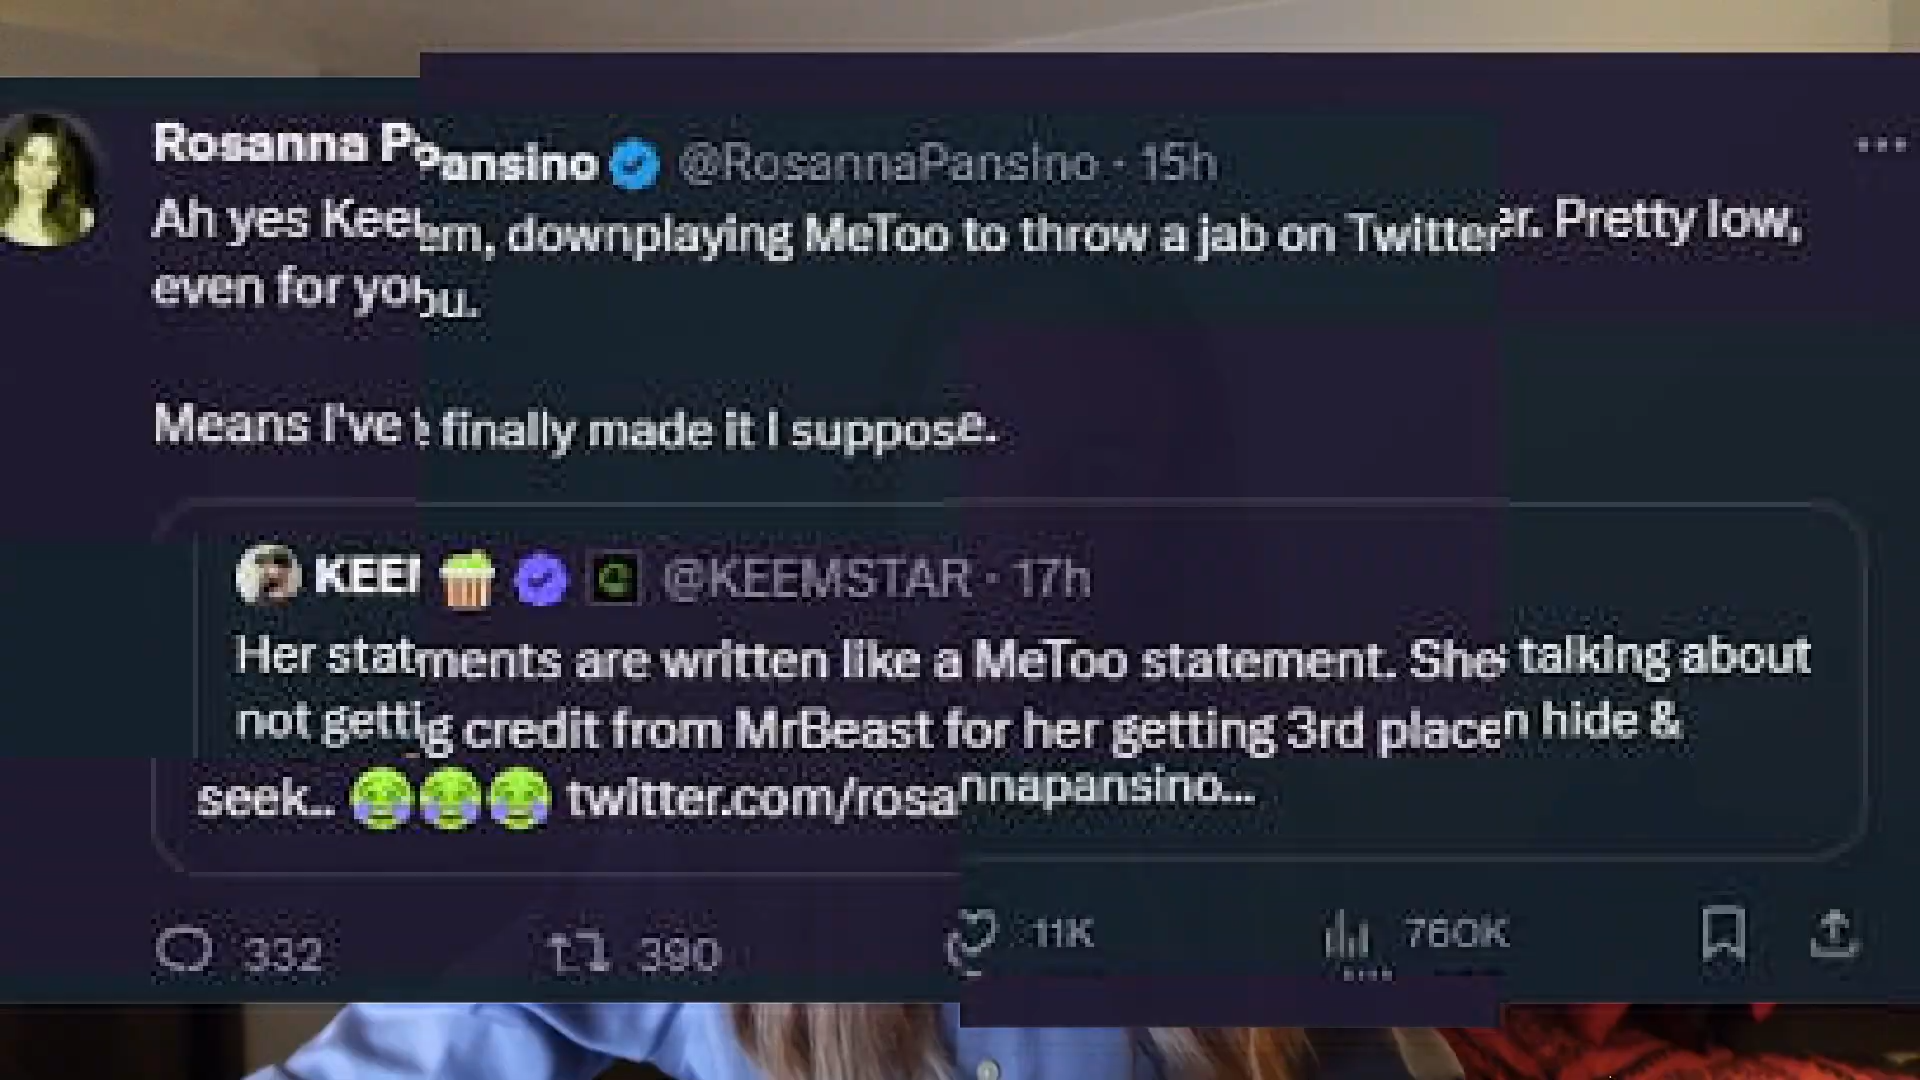 Rosanna Pansino @RosannaPansino · 15h
Ah yes Keem, downplaying MeToo to throw a jab on Twitter. Pretty low,
even for you.
Means I've finally made it I suppose.
KEEM 🍿 @KEEMSTAR · 17h
Her statments are written like a MeToo statement. She talking about
not getting credit from MrBeast for her getting 3rd place in hide &
seek.. 😂😂😂 twitter.com/rosannapansino...
332 390 11K 760K